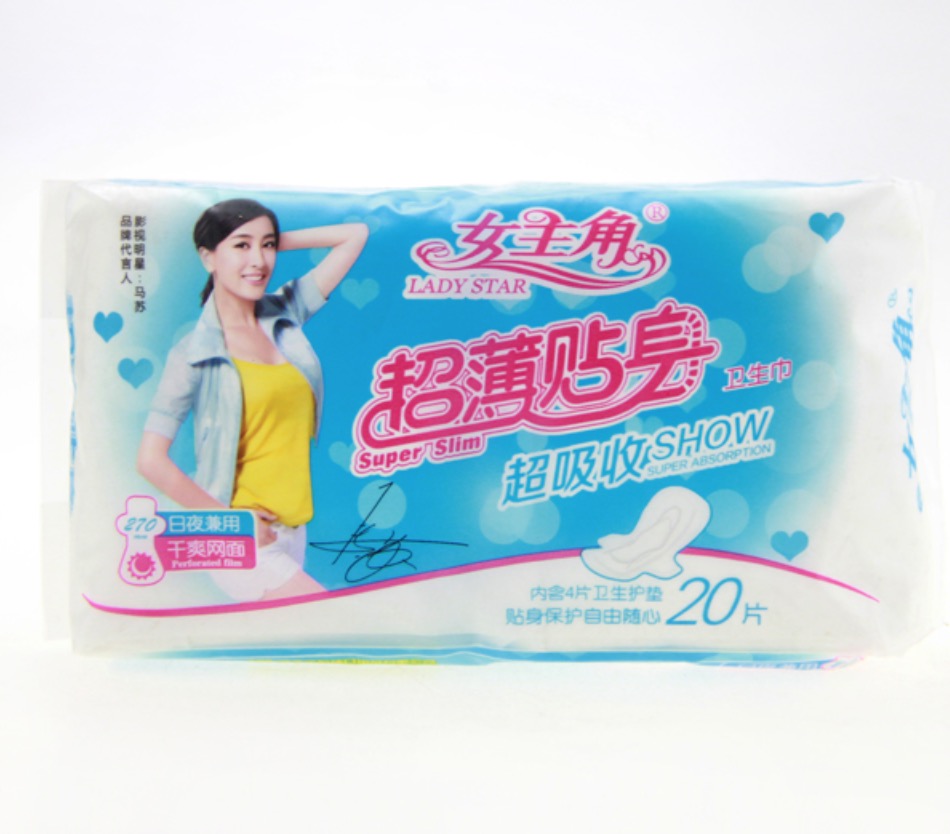 影视明星：马苏
品牌代言人
女主角®
LADY STAR
超薄贴身
卫生巾
Super Slim
超吸收SHOW
SUPER ABSORPTION
270
mm
日夜兼用
干爽网面
Perforated film
内含4片卫生护垫
贴身保护自由随心
20片